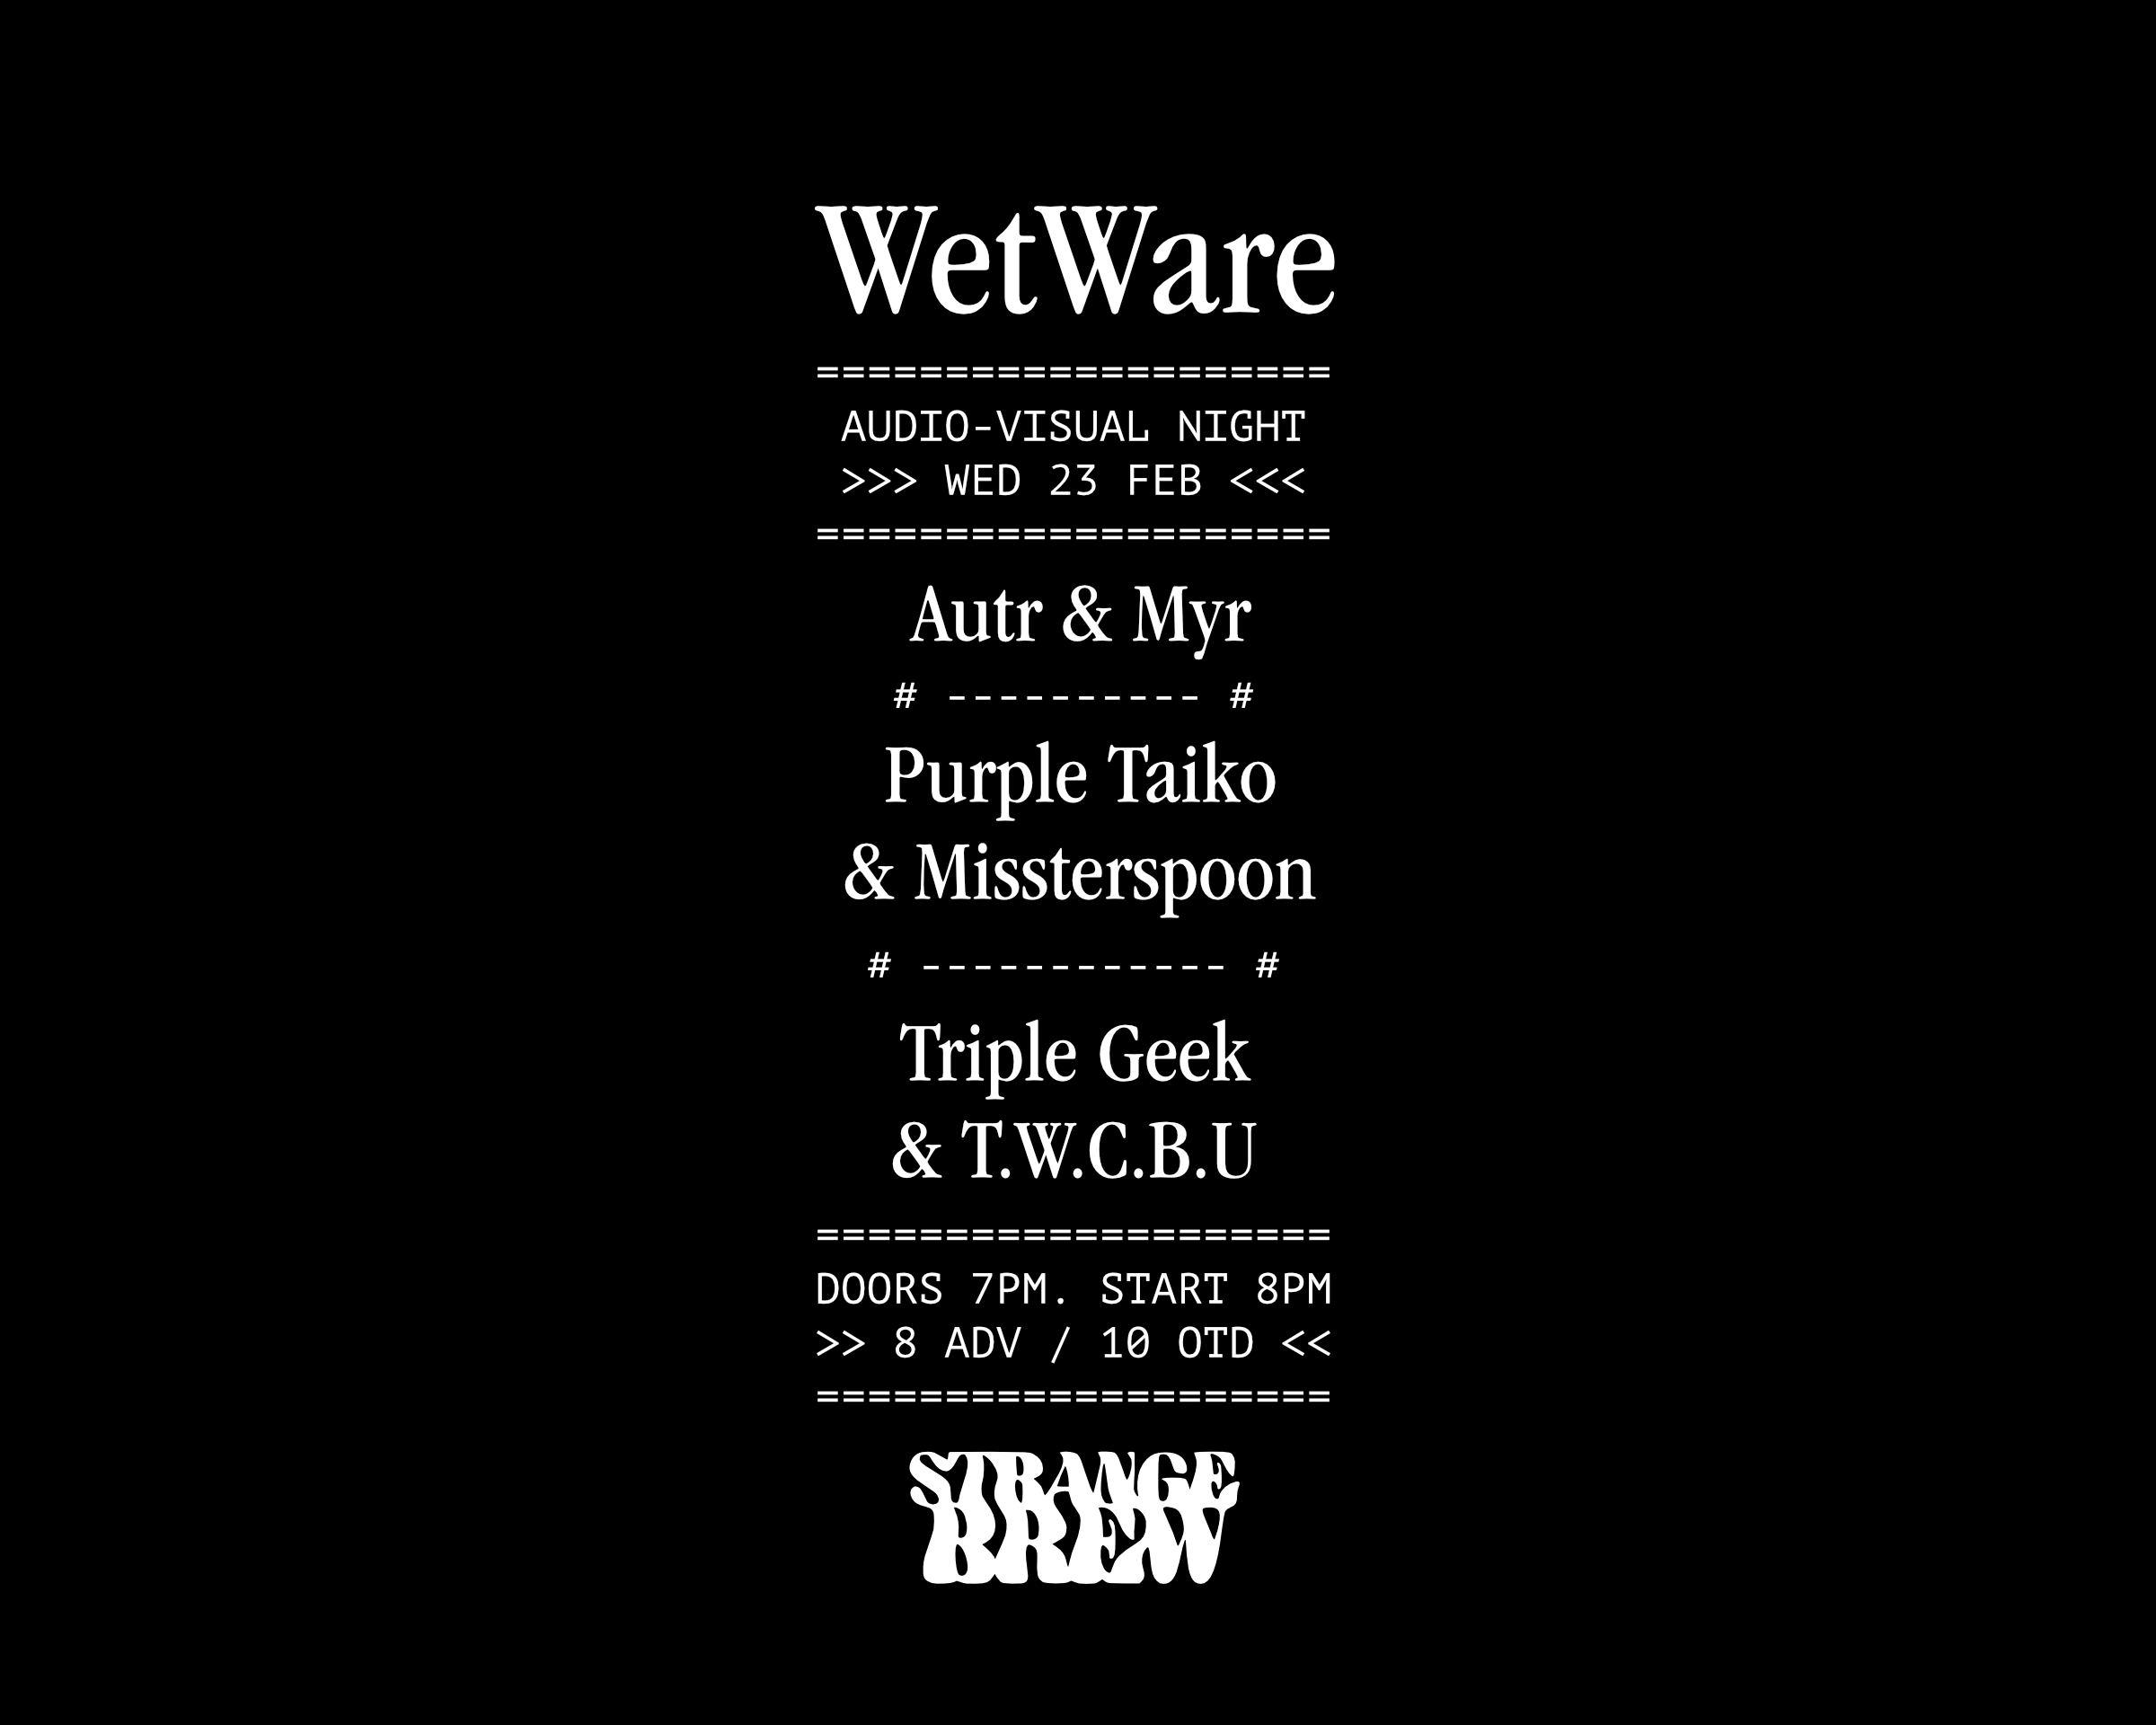 WetWare
====================
AUDIO-VISUAL NIGHT
>>> WED 23 FEB <<<
====================
Autr & Myr
# ---------- #
Purple Taiko
& Missterspoon
# ------------ #
Triple Geek
& T.W.C.B.U
====================
DOORS 7PM. START 8PM
>> 8 ADV / 10 OTD <<
====================
STRANGE
BREW